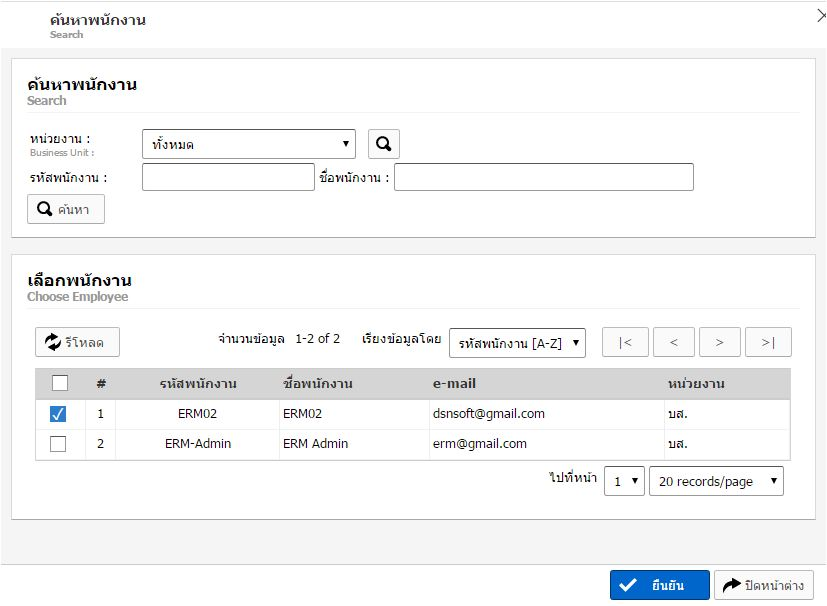 ค้นหาพนักงาน
Search
ค้นหาพนักงาน
Search
หน่วยงาน :
Business Unit :
ทั้งหมด
รหัสพนักงาน :
ชื่อพนักงาน :
ค้นหา
เลือกพนักงาน
Choose Employee
รีโหลด
จำนวนข้อมูล 1-2 of 2 เรียงข้อมูลโดย รหัสพนักงาน [A-Z] |< < > >|
# รหัสพนักงาน ชื่อพนักงาน e-mail หน่วยงาน
1 ERM02 ERM02 dsnsoft@gmail.com บส.
2 ERM-Admin ERM Admin erm@gmail.com บส.
ไปที่หน้า 1 20 records/page
ยืนยัน ปิดหน้าต่าง